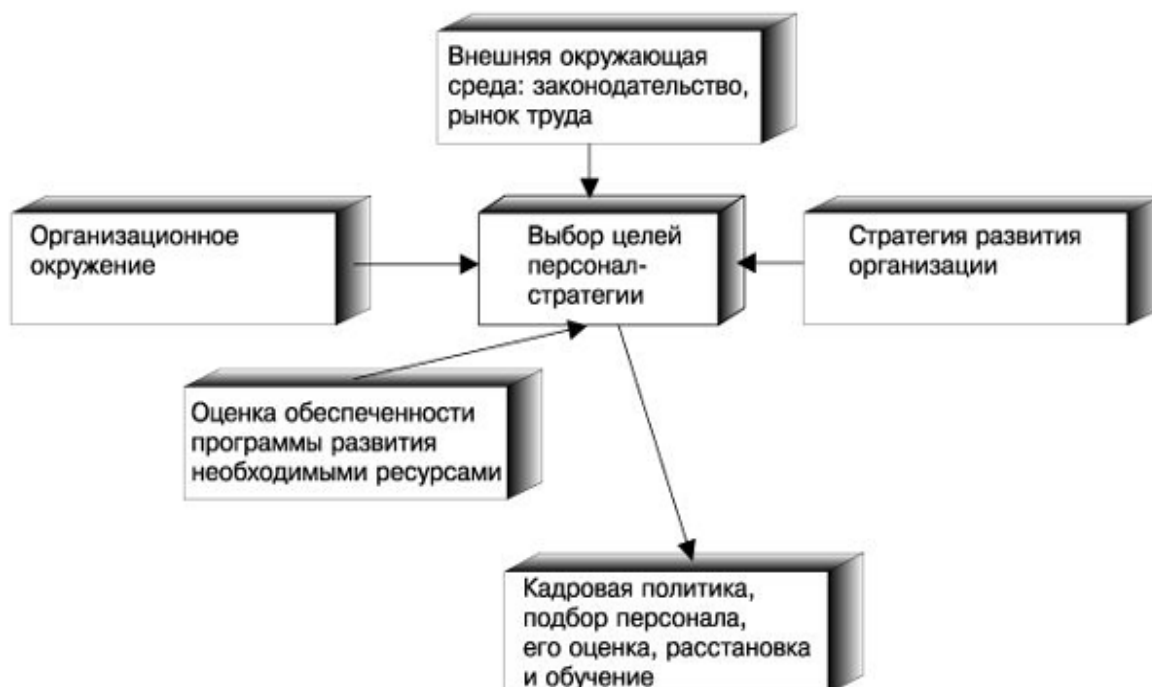 Внешняя окружающая
среда: законодательство,
рынок труда
Организационное
окружение
Выбор целей
персонал-
стратегии
Стратегия развития
организации
Оценка обеспеченности
программы развития
необходимыми ресурсами
Кадровая политика,
подбор персонала,
его оценка, расстановка
и обучение